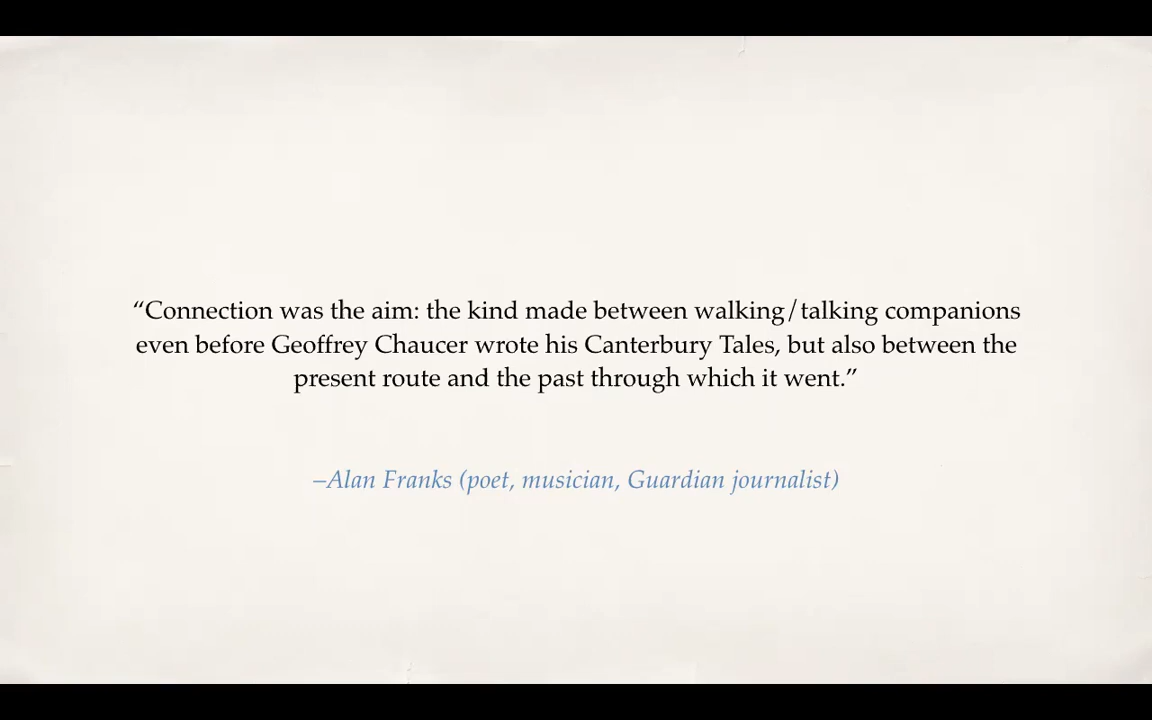 “Connection was the aim: the kind made between walking/talking companions
even before Geoffrey Chaucer wrote his Canterbury Tales, but also between the
present route and the past through which it went.”
–Alan Franks (poet, musician, Guardian journalist)